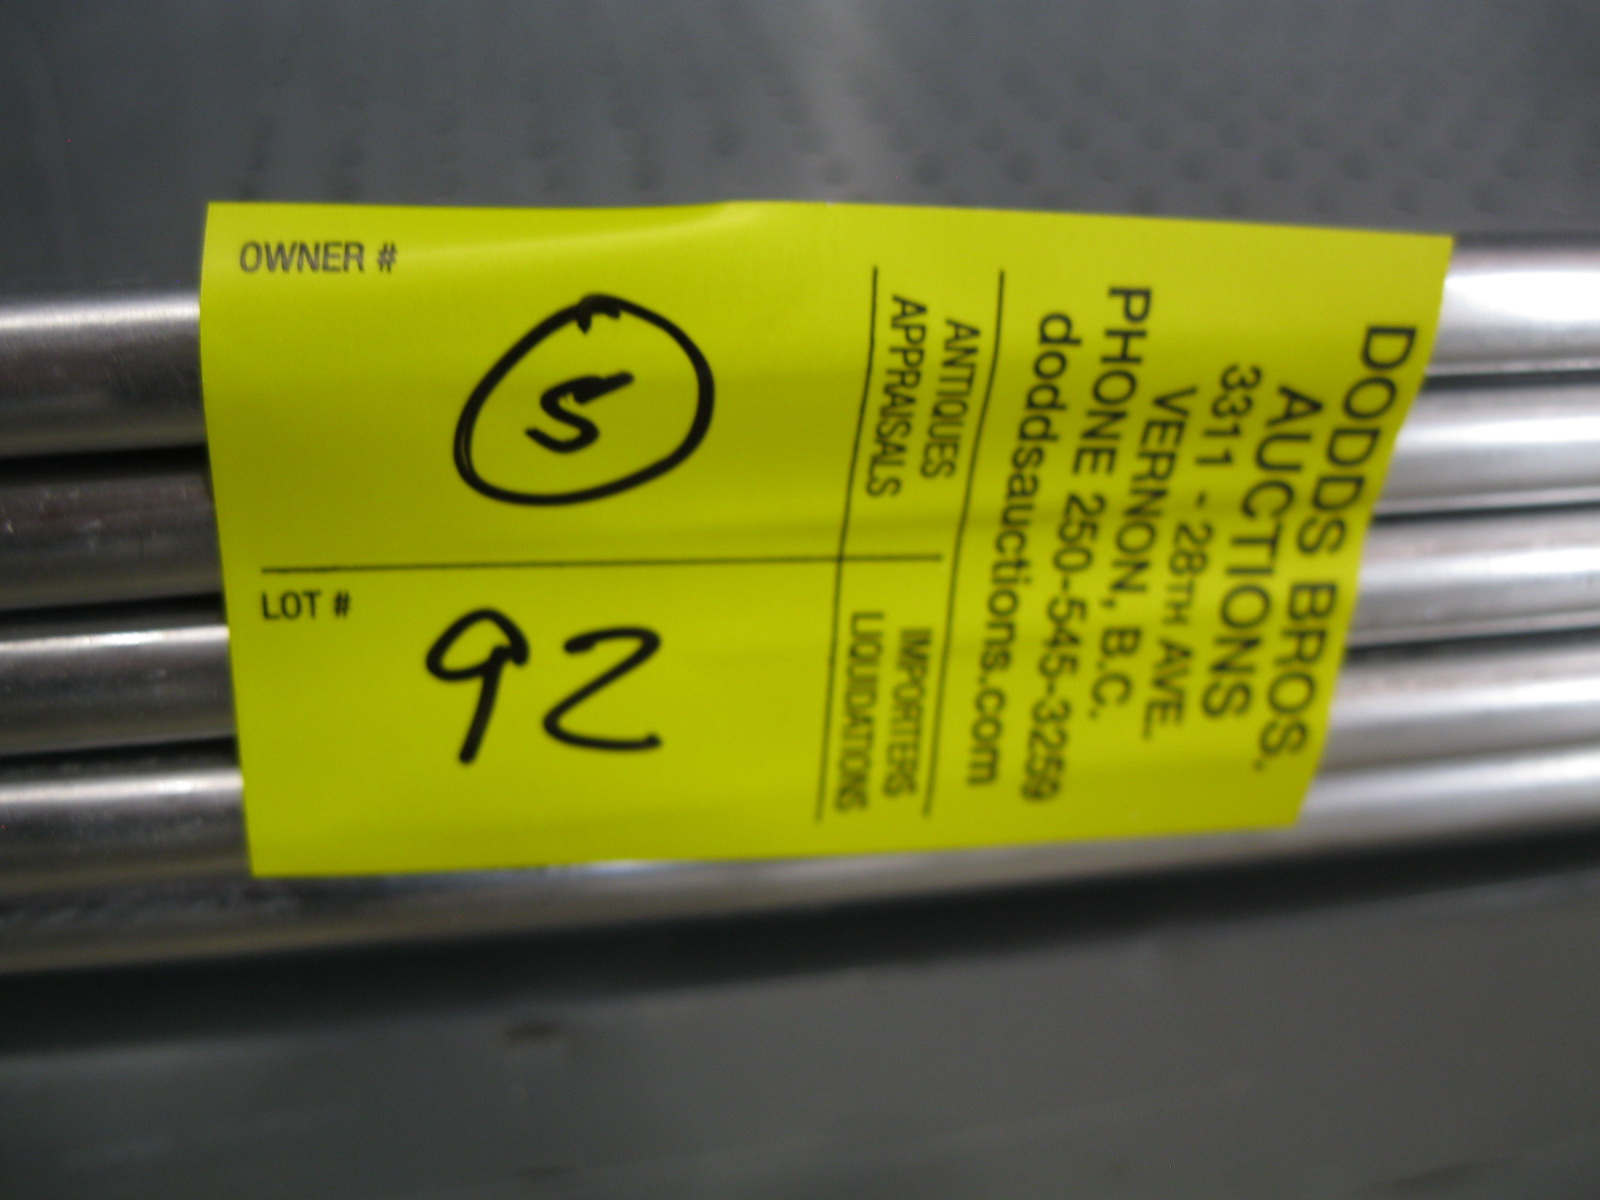 DODDS BROS.
AUCTIONS
3311 - 28TH AVE.
VERNON, B.C.
PHONE 250-545-3259
doddsauctions.com
ANTIQUES
APPRAISALS
IMPORTERS
LIQUIDATIONS
OWNER #
5
LOT #
92